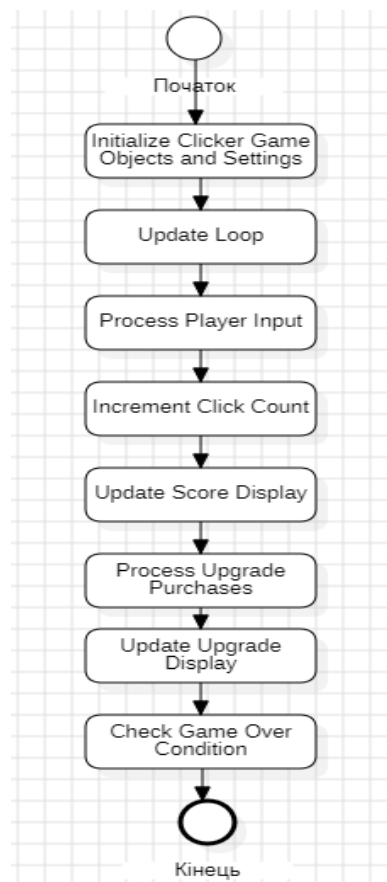 Початок
Initialize Clicker Game
Objects and Settings
Update Loop
Process Player Input
Increment Click Count
Update Score Display
Process Upgrade
Purchases
Update Upgrade
Display
Check Game Over
Condition
Кінець